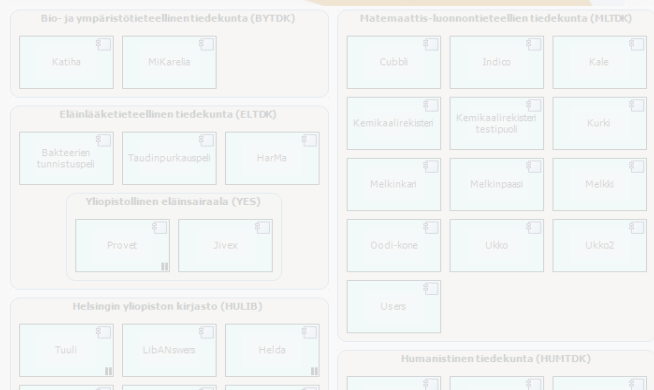 Bio- ja ympäristötieteellinen tiedekunta (BYTDK)
Katiha
MiKarelia
Eläinlääketieteellinen tiedekunta (ELTDK)
Bakteerien
tunnistuspeli
Taudinpurkauspeli
HarMa
Yliopistollinen eläinsairaala (YES)
Provet
Jivex
Helsingin yliopiston kirjasto (HULIB)
Tuuli
LibANswers
Helda
Matemaattis-luonnontieteellien tiedekunta (MLTDK)
Cubbli
Indico
Kale
Kemikaalirekisteri
Kemikaalirekisteri
testipuoli
Kurki
Melkinkari
Melkinpaasi
Melkki
Oodi-kone
Ukko
Ukko2
Users
Humanistinen tiedekunta (HUMTDK)